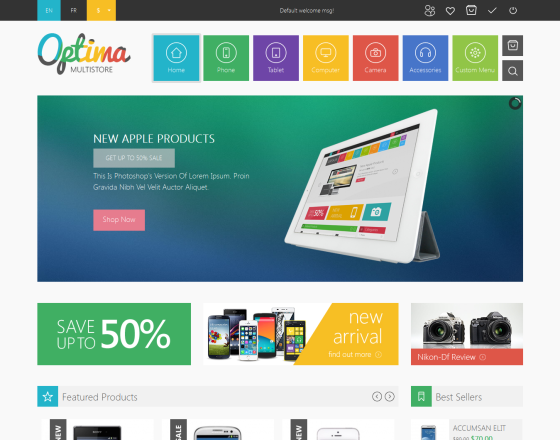 EN FR $ Default welcome msg!
Optima
MULTISTORE
Home Phone Tablet Computer Camera Accessories Custom Menu
NEW APPLE PRODUCTS
GET UP TO 50% SALE
This Is Photoshop's Version Of Lorem Ipsum. Proin
Gravida Nibh Vel Velit Auctor Aliquet.
Shop Now
SAVE
UP TO 50%
new
arrival
find out more
Nikon-Df Review
Featured Products
Best Sellers
NEW
SALE
NEW
ACCUMSAN ELIT
$70.00